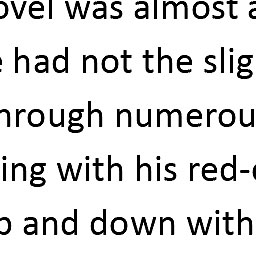 ovel was almost a
had not the slig
hrough numerou
ing with his red-
p and down with